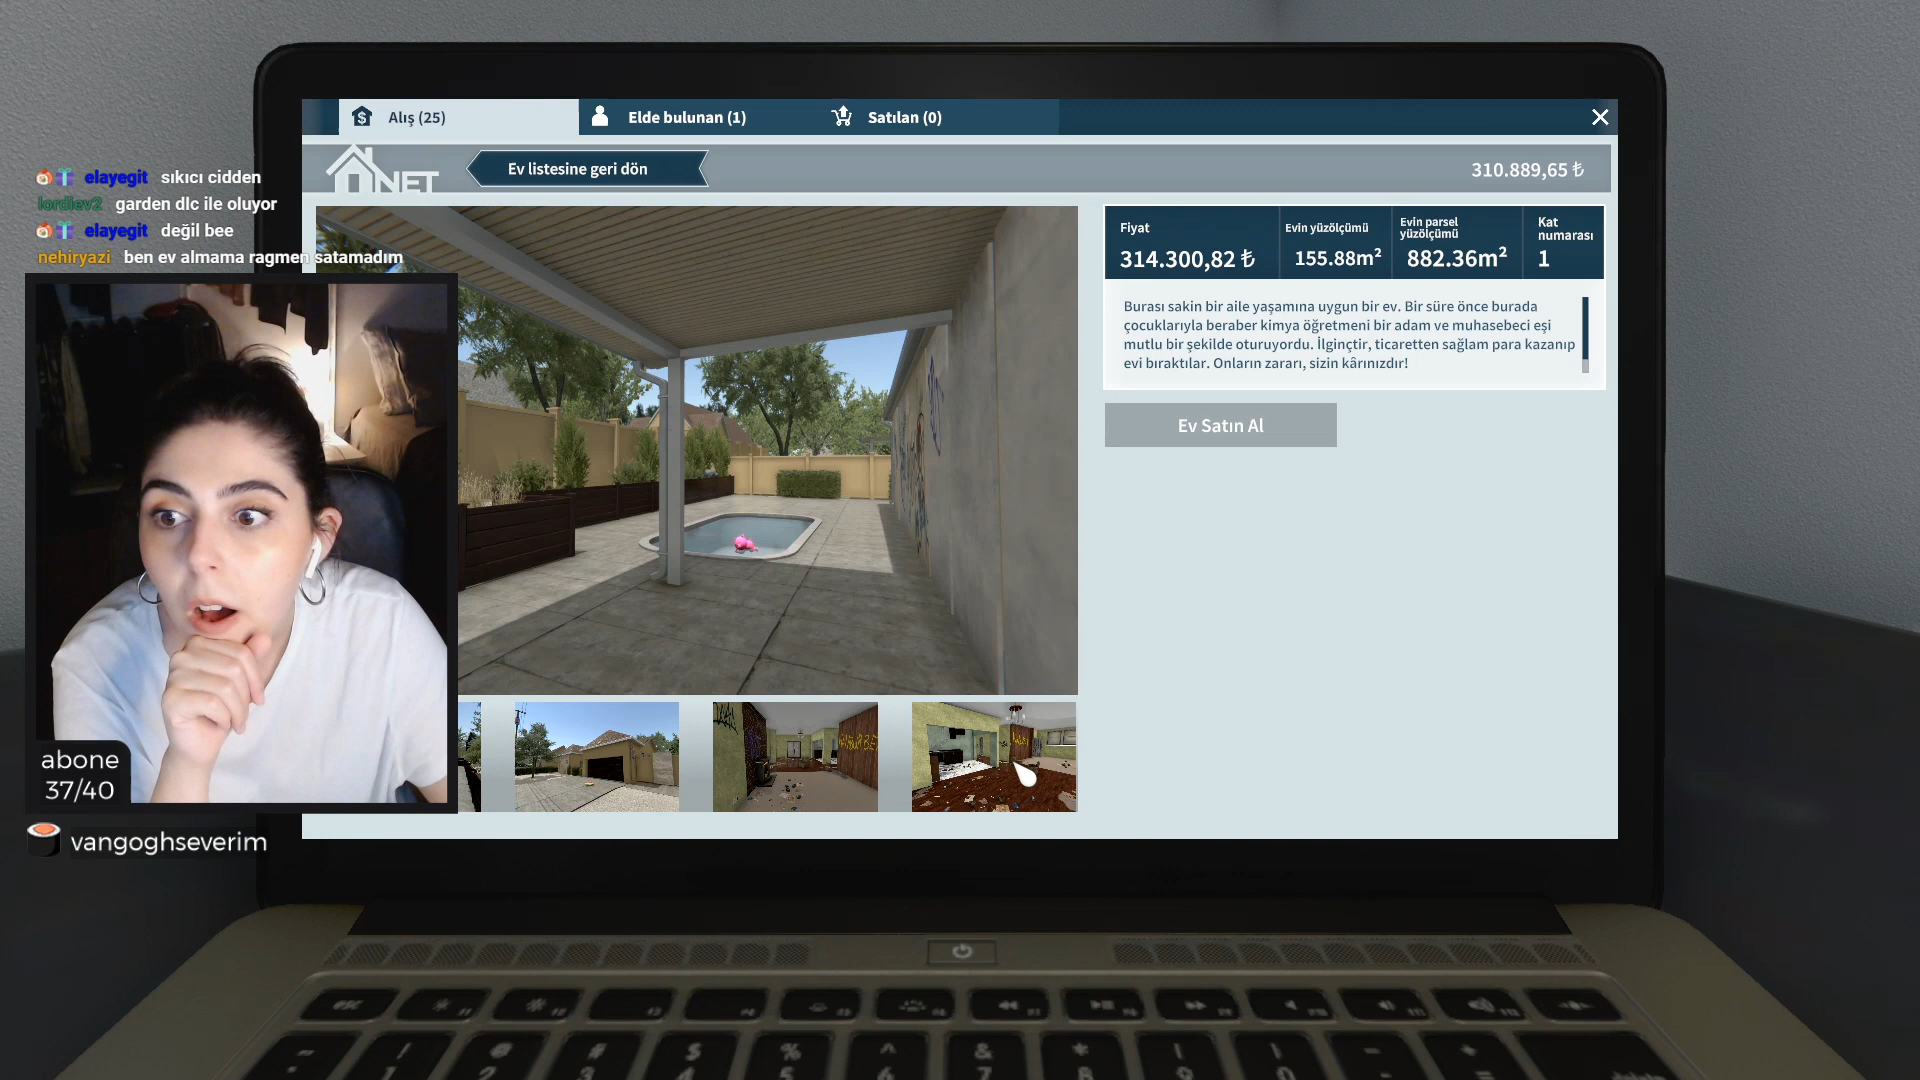 Alış (25)
Elde bulunan (1)
Satılan (0)
NET
Ev listesine geri dön
310.889,65 ₺
elayegit sıkıcı cidden
lordlev2 garden dlc ile oluyor
elayegit değil bee
nehiryazi ben ev almama ragmen satamadım
Fiyat
314.300,82 ₺
Evin yüzölçümü
155.88m²
Evin parsel
yüzölçümü
882.36m²
Kat
numarası
1
Burası sakin bir aile yaşamına uygun bir ev. Bir süre önce burada
çocuklarıyla beraber kimya öğretmeni bir adam ve muhasebeci eşi
mutlu bir şekilde oturuyordu. İlginçtir, ticaretten sağlam para kazanıp
evi bıraktılar. Onların zararı, sizin kârınızdır!
Ev Satın Al
abone
37/40
vangoghseverim
esc